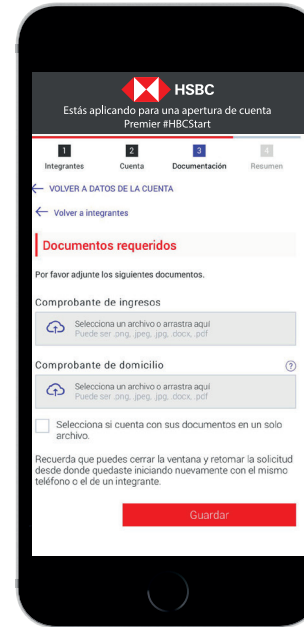 HSBC
Estás aplicando para una apertura de cuenta
Premier #HBCStart
1 2 3 4
Integrantes Cuenta Documentación Resumen
← VOLVER A DATOS DE LA CUENTA
← Volver a integrantes
Documentos requeridos
Por favor adjunte los siguientes documentos.
Comprobante de ingresos
Selecciona un archivo o arrastra aquí
Puede ser .png, .jpeg, .jpg, .docx, .pdf
Comprobante de domicilio ?
Selecciona un archivo o arrastra aquí
Puede ser .png, .jpeg, .jpg, .docx, .pdf
Selecciona si cuenta con sus documentos en un solo
archivo.
Recuerda que puedes cerrar la ventana y retomar la solicitud
desde donde quedaste iniciando nuevamente con el mismo
teléfono o el de un integrante.
Guardar